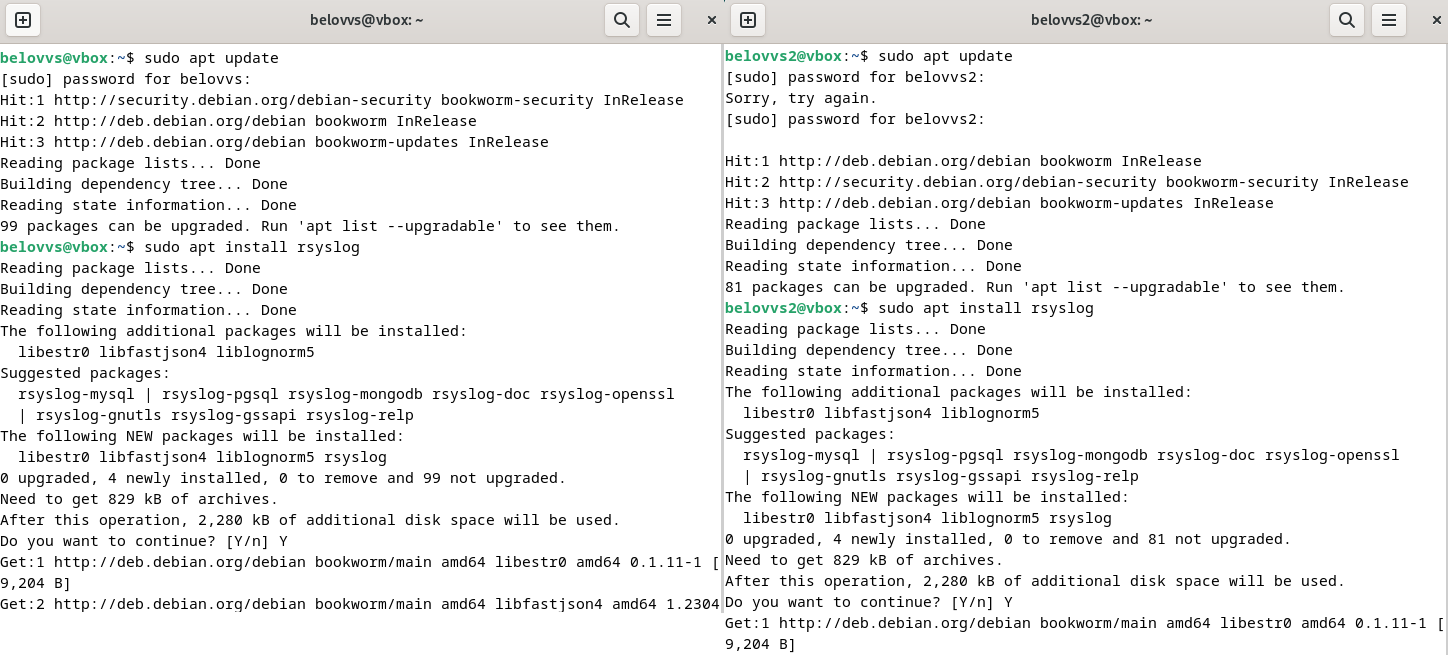 belovvs@vbox: ~
belovvs@vbox:~$ sudo apt update
[sudo] password for belovvs:
Hit:1 http://security.debian.org/debian-security bookworm-security InRelease
Hit:2 http://deb.debian.org/debian bookworm InRelease
Hit:3 http://deb.debian.org/debian bookworm-updates InRelease
Reading package lists... Done
Building dependency tree... Done
Reading state information... Done
99 packages can be upgraded. Run 'apt list --upgradable' to see them.
belovvs@vbox:~$ sudo apt install rsyslog
Reading package lists... Done
Building dependency tree... Done
Reading state information... Done
The following additional packages will be installed:
  libestr0 libfastjson4 liblognorm5
Suggested packages:
  rsyslog-mysql | rsyslog-pgsql rsyslog-mongodb rsyslog-doc rsyslog-openssl
  | rsyslog-gnutls rsyslog-gssapi rsyslog-relp
The following NEW packages will be installed:
  libestr0 libfastjson4 liblognorm5 rsyslog
0 upgraded, 4 newly installed, 0 to remove and 99 not upgraded.
Need to get 829 kB of archives.
After this operation, 2,280 kB of additional disk space will be used.
Do you want to continue? [Y/n] Y
Get:1 http://deb.debian.org/debian bookworm/main amd64 libestr0 amd64 0.1.11-1 [
9,204 B]
Get:2 http://deb.debian.org/debian bookworm/main amd64 libfastjson4 amd64 1.2304
belovvs2@vbox: ~
belovvs2@vbox:~$ sudo apt update
[sudo] password for belovvs2:
Sorry, try again.
[sudo] password for belovvs2:
Hit:1 http://deb.debian.org/debian bookworm InRelease
Hit:2 http://security.debian.org/debian-security bookworm-security InRelease
Hit:3 http://deb.debian.org/debian bookworm-updates InRelease
Reading package lists... Done
Building dependency tree... Done
Reading state information... Done
81 packages can be upgraded. Run 'apt list --upgradable' to see them.
belovvs2@vbox:~$ sudo apt install rsyslog
Reading package lists... Done
Building dependency tree... Done
Reading state information... Done
The following additional packages will be installed:
  libestr0 libfastjson4 liblognorm5
Suggested packages:
  rsyslog-mysql | rsyslog-pgsql rsyslog-mongodb rsyslog-doc rsyslog-openssl
  | rsyslog-gnutls rsyslog-gssapi rsyslog-relp
The following NEW packages will be installed:
  libestr0 libfastjson4 liblognorm5 rsyslog
0 upgraded, 4 newly installed, 0 to remove and 81 not upgraded.
Need to get 829 kB of archives.
After this operation, 2,280 kB of additional disk space will be used.
Do you want to continue? [Y/n] Y
Get:1 http://deb.debian.org/debian bookworm/main amd64 libestr0 amd64 0.1.11-1 [
9,204 B]